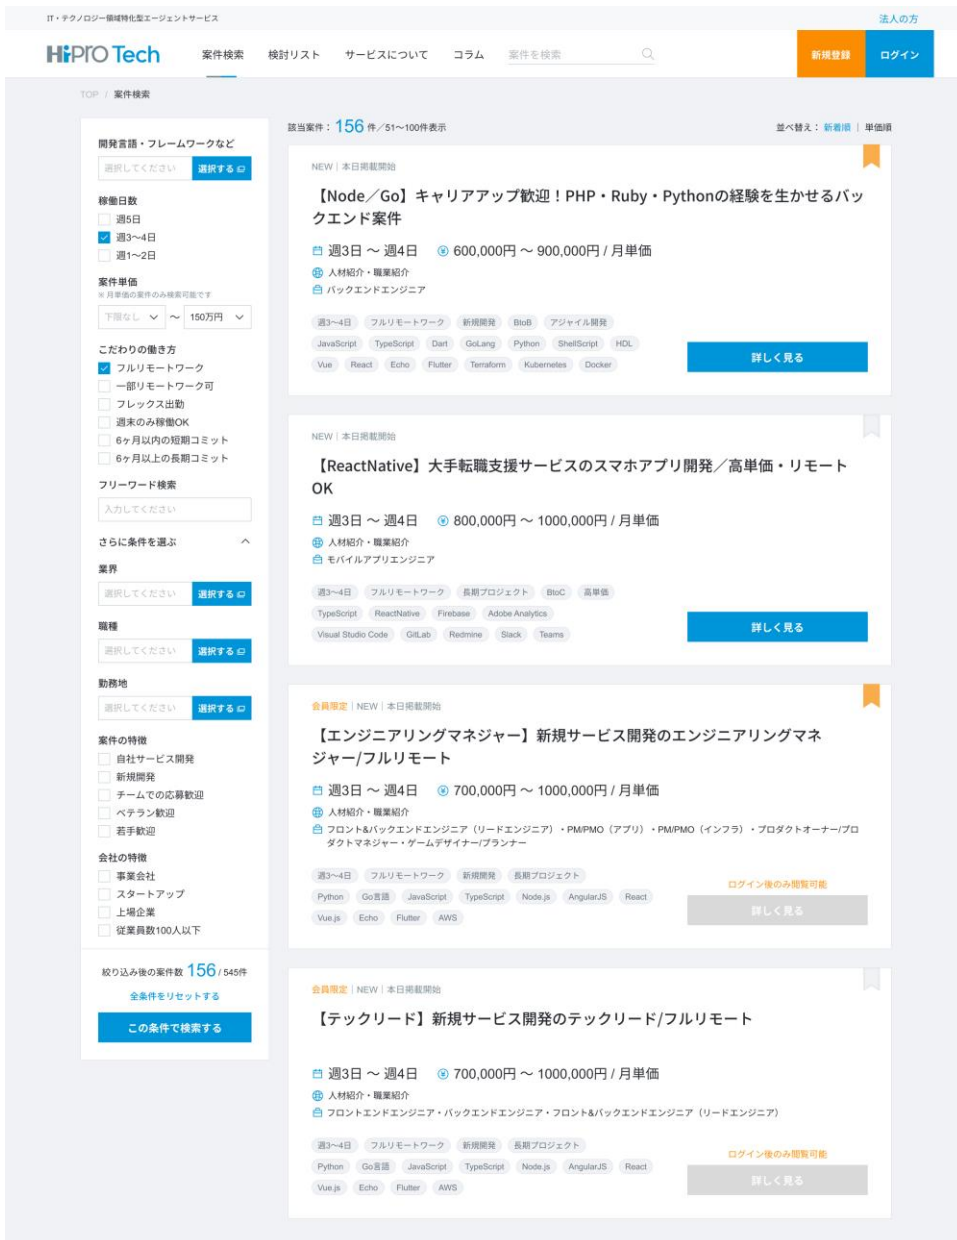 IT・テクノロジー領域特化型エージェントサービス
法人の方
HiPro Tech
案件検索 検討リスト サービスについて コラム 案件を検索
新規登録 ログイン
TOP / 案件検索
開発言語・フレームワークなど
選択してください 選択する
稼働日数
週5日
週3〜4日
週1〜2日
案件単価
※ 月単価の案件のみ検索可能です
下限なし 〜 150万円
こだわりの働き方
フルリモートワーク
一部リモートワーク可
フレックス出勤
週末のみ稼働OK
6ヶ月以内の短期コミット
6ヶ月以上の長期コミット
フリーワード検索
入力してください
さらに条件を選ぶ
業界
選択してください 選択する
職種
選択してください 選択する
勤務地
選択してください 選択する
案件の特徴
自社サービス開発
新規開発
チームでの応募歓迎
ベテラン歓迎
若手歓迎
会社の特徴
事業会社
スタートアップ
上場企業
従業員数100人以下
絞り込み後の案件数 156 / 545件
全条件をリセットする
この条件で検索する
該当案件： 156 件／51〜100件表示
並べ替え： 新着順 | 単価順
NEW | 本日掲載開始
【Node／Go】キャリアアップ歓迎！PHP・Ruby・Pythonの経験を生かせるバッ
クエンド案件
週3日 〜 週4日 600,000円 〜 900,000円 / 月単価
人材紹介・職業紹介
バックエンドエンジニア
週3〜4日 フルリモートワーク 新規開発 BtoB アジャイル開発
JavaScript TypeScript Dart GoLang Python ShellScript HDL
Vue React Echo Flutter Terraform Kubernetes Docker
詳しく見る
NEW | 本日掲載開始
【ReactNative】大手転職支援サービスのスマホアプリ開発／高単価・リモート
OK
週3日 〜 週4日 800,000円 〜 1000,000円 / 月単価
人材紹介・職業紹介
モバイルアプリエンジニア
週3〜4日 フルリモートワーク 長期プロジェクト BtoC 高単価
TypeScript ReactNative Firebase Adobe Analytics
Visual Studio Code GitLab Redmine Slack Teams
詳しく見る
会員限定 | NEW | 本日掲載開始
【エンジニアリングマネジャー】新規サービス開発のエンジニアリングマネ
ジャー/フルリモート
週3日 〜 週4日 700,000円 〜 1000,000円 / 月単価
人材紹介・職業紹介
フロント&バックエンドエンジニア（リードエンジニア）・PM/PMO（アプリ）・PM/PMO（インフラ）・プロダクトオーナー/プロ
ダクトマネジャー・ゲームデザイナー/プランナー
週3〜4日 フルリモートワーク 新規開発 長期プロジェクト
Python Go言語 JavaScript TypeScript Node.js AngularJS React
Vue.js Echo Flutter AWS
ログイン後のみ閲覧可能
詳しく見る
会員限定 | NEW | 本日掲載開始
【テックリード】新規サービス開発のテックリード/フルリモート
週3日 〜 週4日 700,000円 〜 1000,000円 / 月単価
人材紹介・職業紹介
フロントエンドエンジニア・バックエンドエンジニア・フロント&バックエンドエンジニア（リードエンジニア）
週3〜4日 フルリモートワーク 新規開発 長期プロジェクト
Python Go言語 JavaScript TypeScript Node.js AngularJS React
Vue.js Echo Flutter AWS
ログイン後のみ閲覧可能
詳しく見る